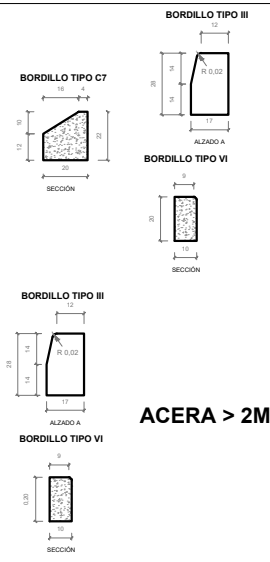 BORDILLO TIPO III
12
28
14
14
R 0,02
17
ALZADO A
BORDILLO TIPO C7
16 4
10
12
22
20
SECCIÓN
BORDILLO TIPO VI
9
20
10
SECCIÓN
BORDILLO TIPO III
12
28
14
14
R 0,02
17
ALZADO A
ACERA > 2M
BORDILLO TIPO VI
9
0,20
10
SECCIÓN